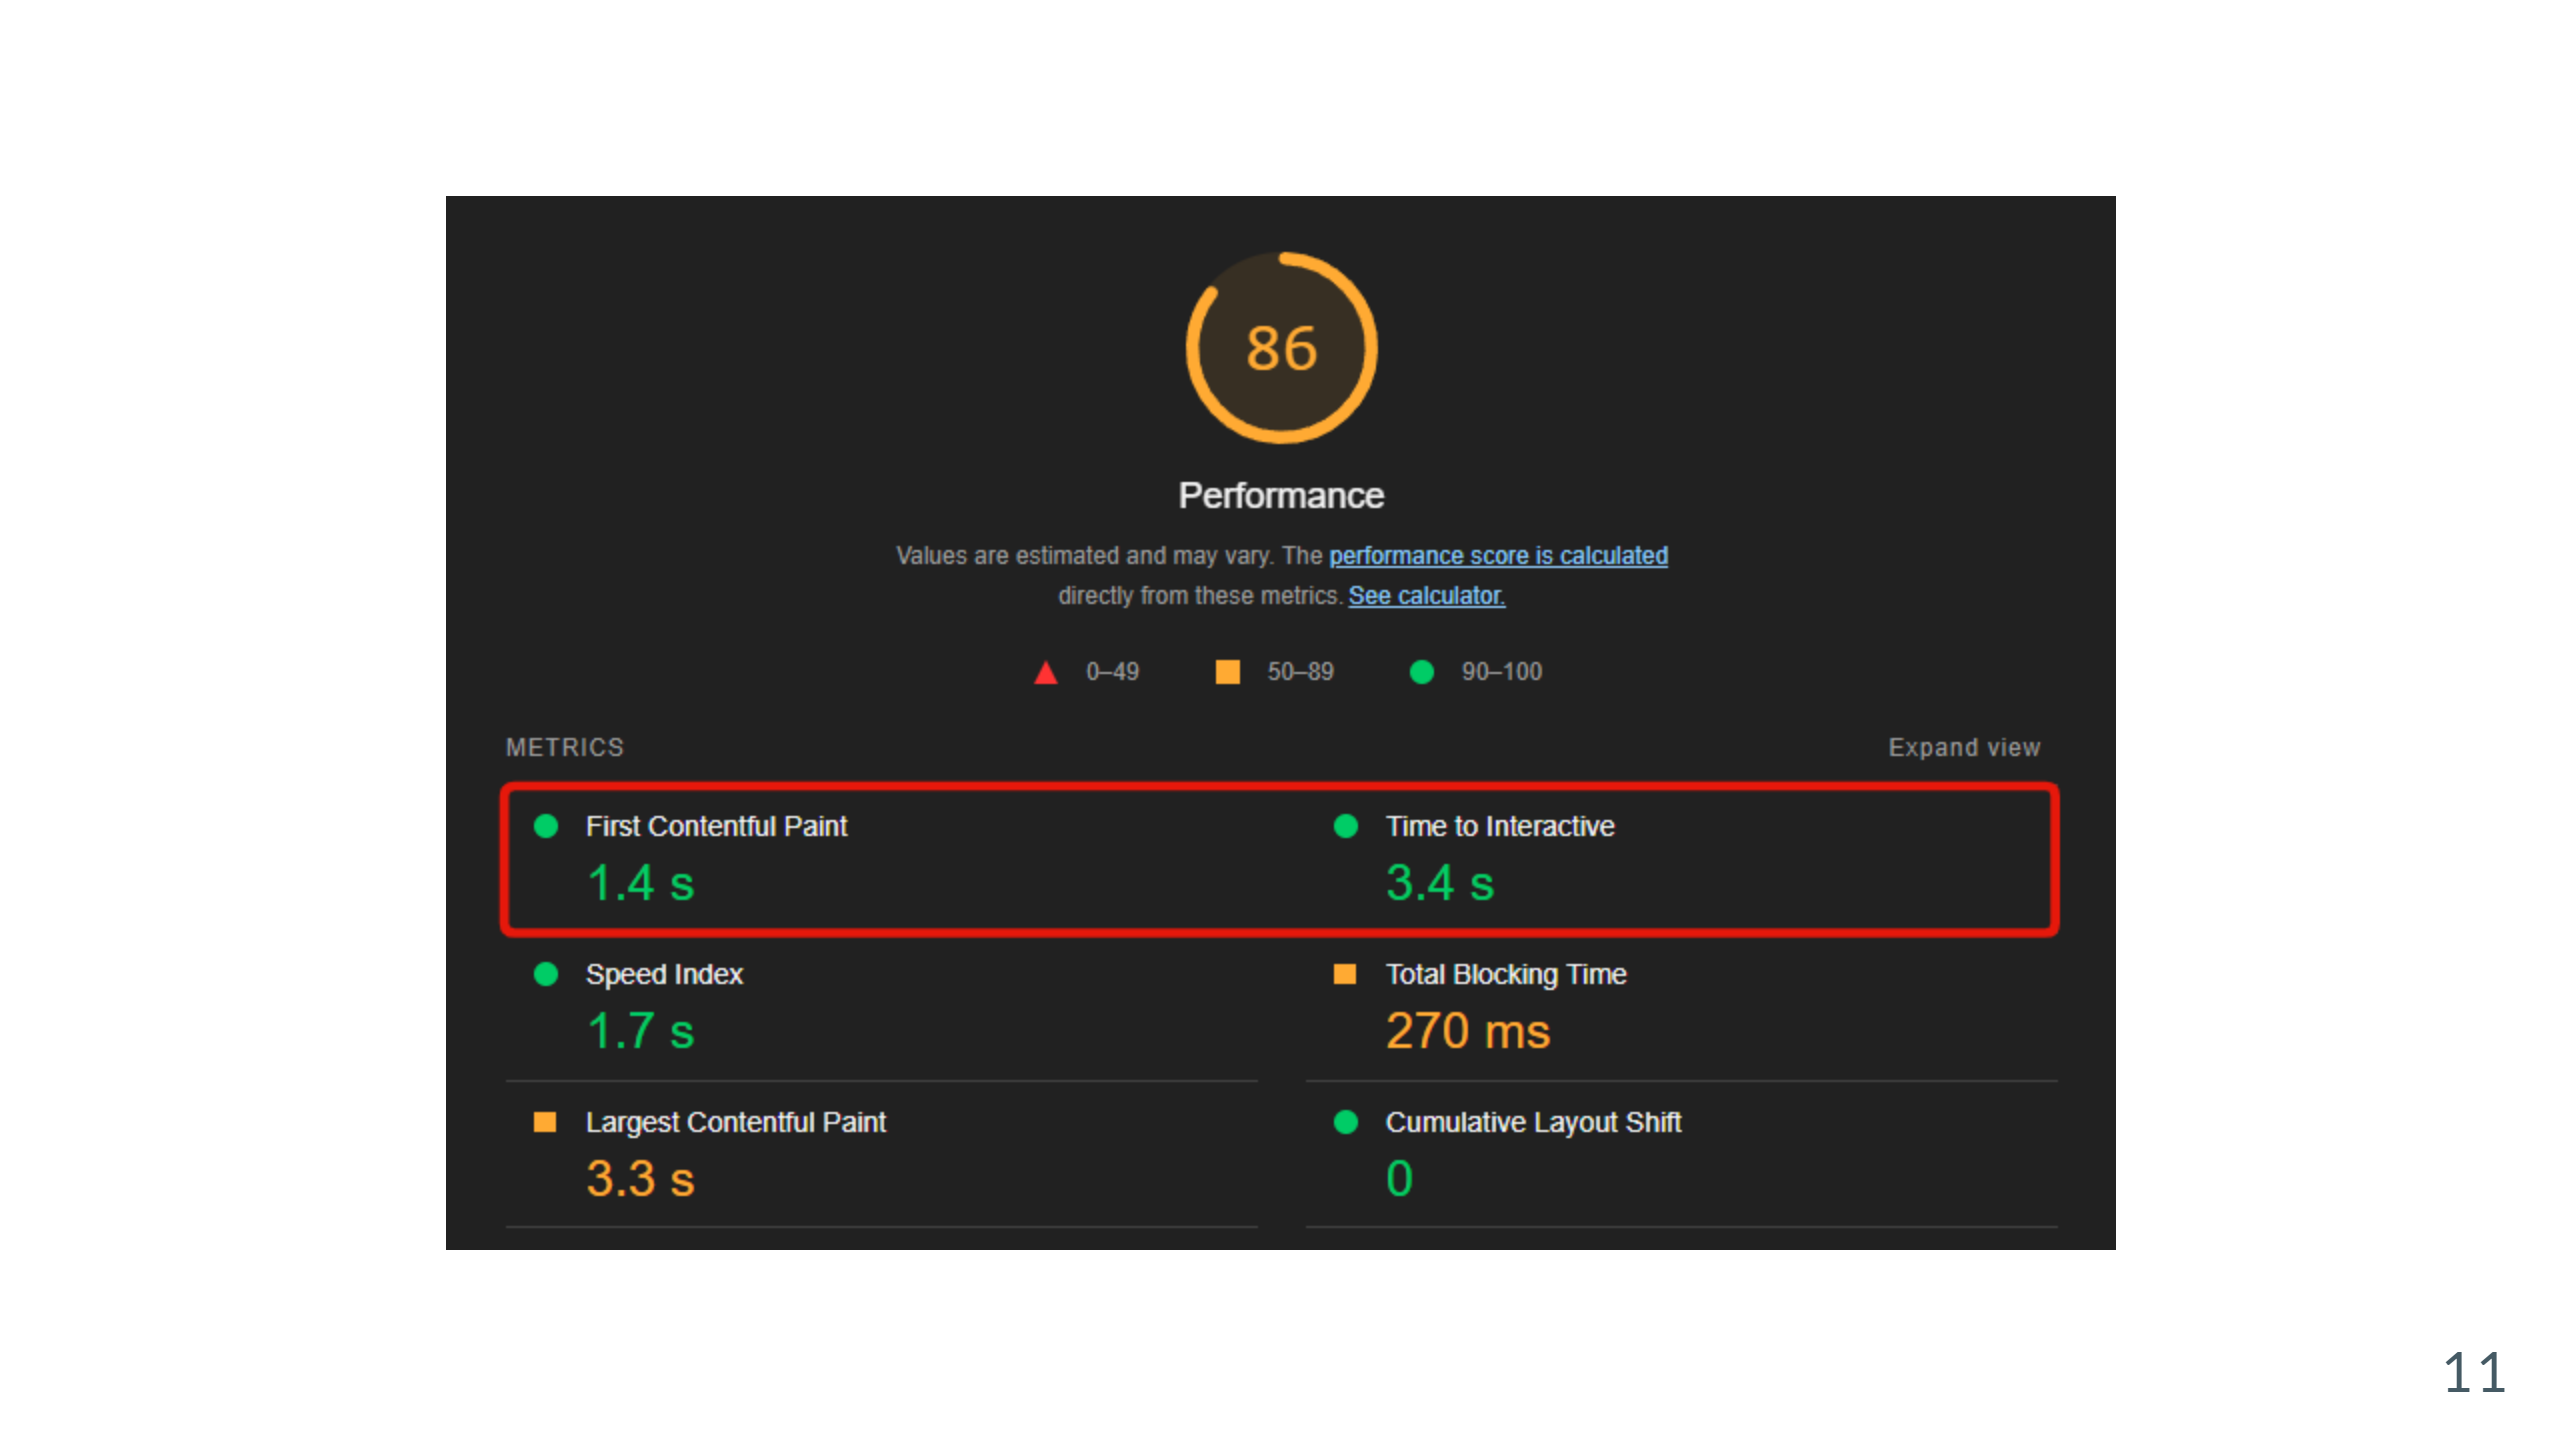 86
Performance
Values are estimated and may vary. The performance score is calculated
directly from these metrics. See calculator.
0–49 50–89 90–100
METRICS Expand view
First Contentful Paint Time to Interactive
1.4 s 3.4 s
Speed Index Total Blocking Time
1.7 s 270 ms
Largest Contentful Paint Cumulative Layout Shift
3.3 s 0
11